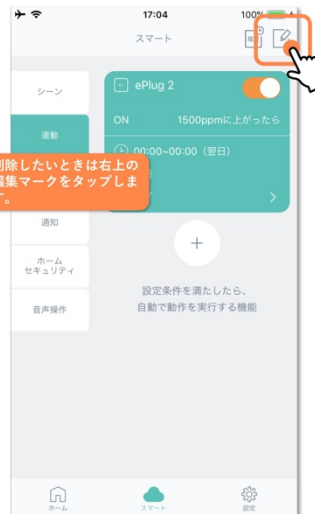 17:04
100%
スマート
シーン
連動
ePlug 2
ON
1500ppmに上がったら
00:00~00:00（翌日）
削除したいときは右上の
編集マークをタップしま
す。
通知
ホーム
セキュリティ
音声操作
+
設定条件を満たしたら、
自動で動作を実行する機能
ホーム
スマート
設定